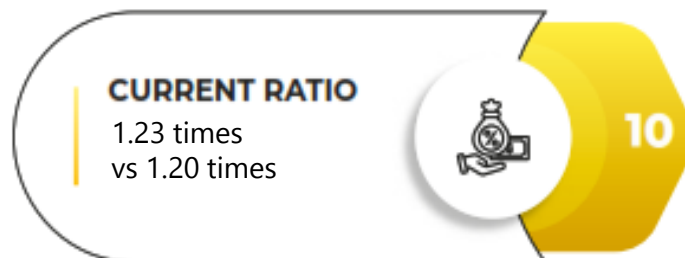 CURRENT RATIO
1.23 times
vs 1.20 times
10
%